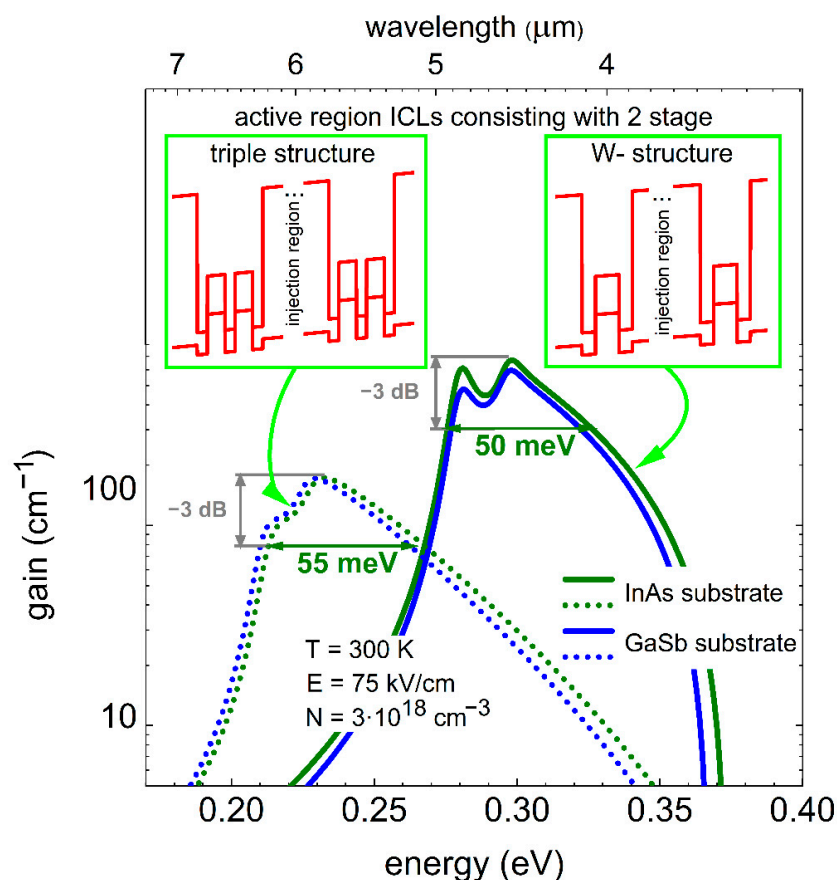 wavelength (μm)
7 6 5 4
active region ICLs consisting with 2 stage
triple structure
injection region
W- structure
injection region
−3 dB
50 meV
−3 dB
55 meV
100
10
gain (cm⁻¹)
InAs substrate
GaSb substrate
T = 300 K
E = 75 kV/cm
N = 3·10¹⁸ cm⁻³
0.20 0.25 0.30 0.35 0.40
energy (eV)